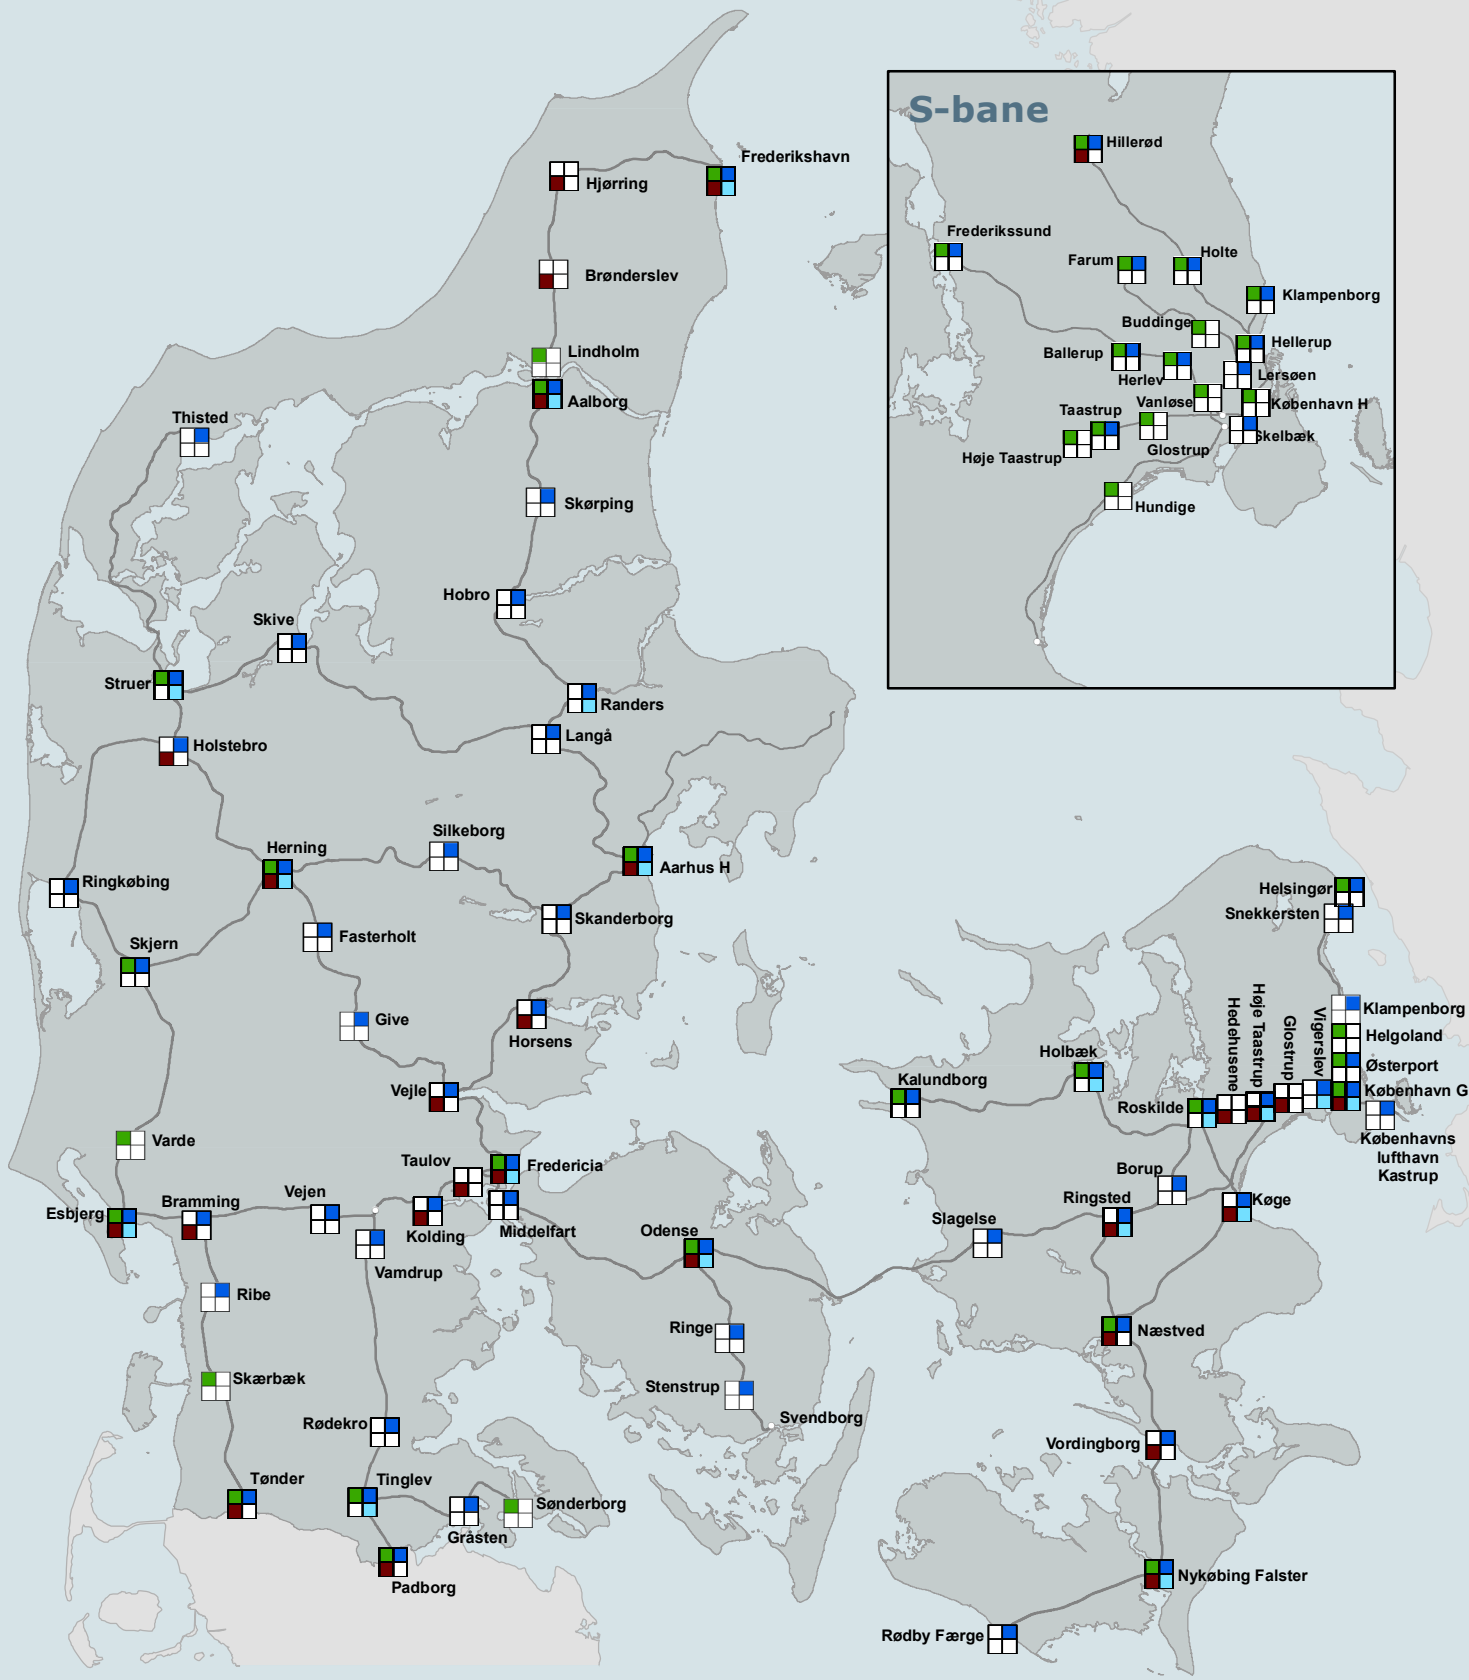 S-bane
Hillerød
Frederikssund
Farum
Holte
Klampenborg
Buddinge
Hellerup
Ballerup
Herlev
Lersøen
Vanløse
København H
Taastrup
Skelbæk
Glostrup
Høje Taastrup
Hundige
Frederikshavn
Hjørring
Brønderslev
Lindholm
Aalborg
Thisted
Skørping
Hobro
Skive
Struer
Randers
Langå
Holstebro
Silkeborg
Herning
Aarhus H
Ringkøbing
Skanderborg
Fasterholt
Skjern
Give
Horsens
Vejle
Varde
Taulov
Fredericia
Bramming
Vejen
Esbjerg
Kolding
Middelfart
Vamdrup
Ribe
Skærbæk
Rødekro
Tønder
Tinglev
Sønderborg
Gråsten
Padborg
Odense
Ringe
Stenstrup
Svendborg
Helsingør
Snekkersten
Klampenborg
Helgoland
Østerport
København G
Københavns
lufthavn
Kastrup
Vigerslev
Glostrup
Høje Taastrup
Hedehusene
Roskilde
Holbæk
Kalundborg
Borup
Ringsted
Køge
Slagelse
Næstved
Vordingborg
Nykøbing Falster
Rødby Færge